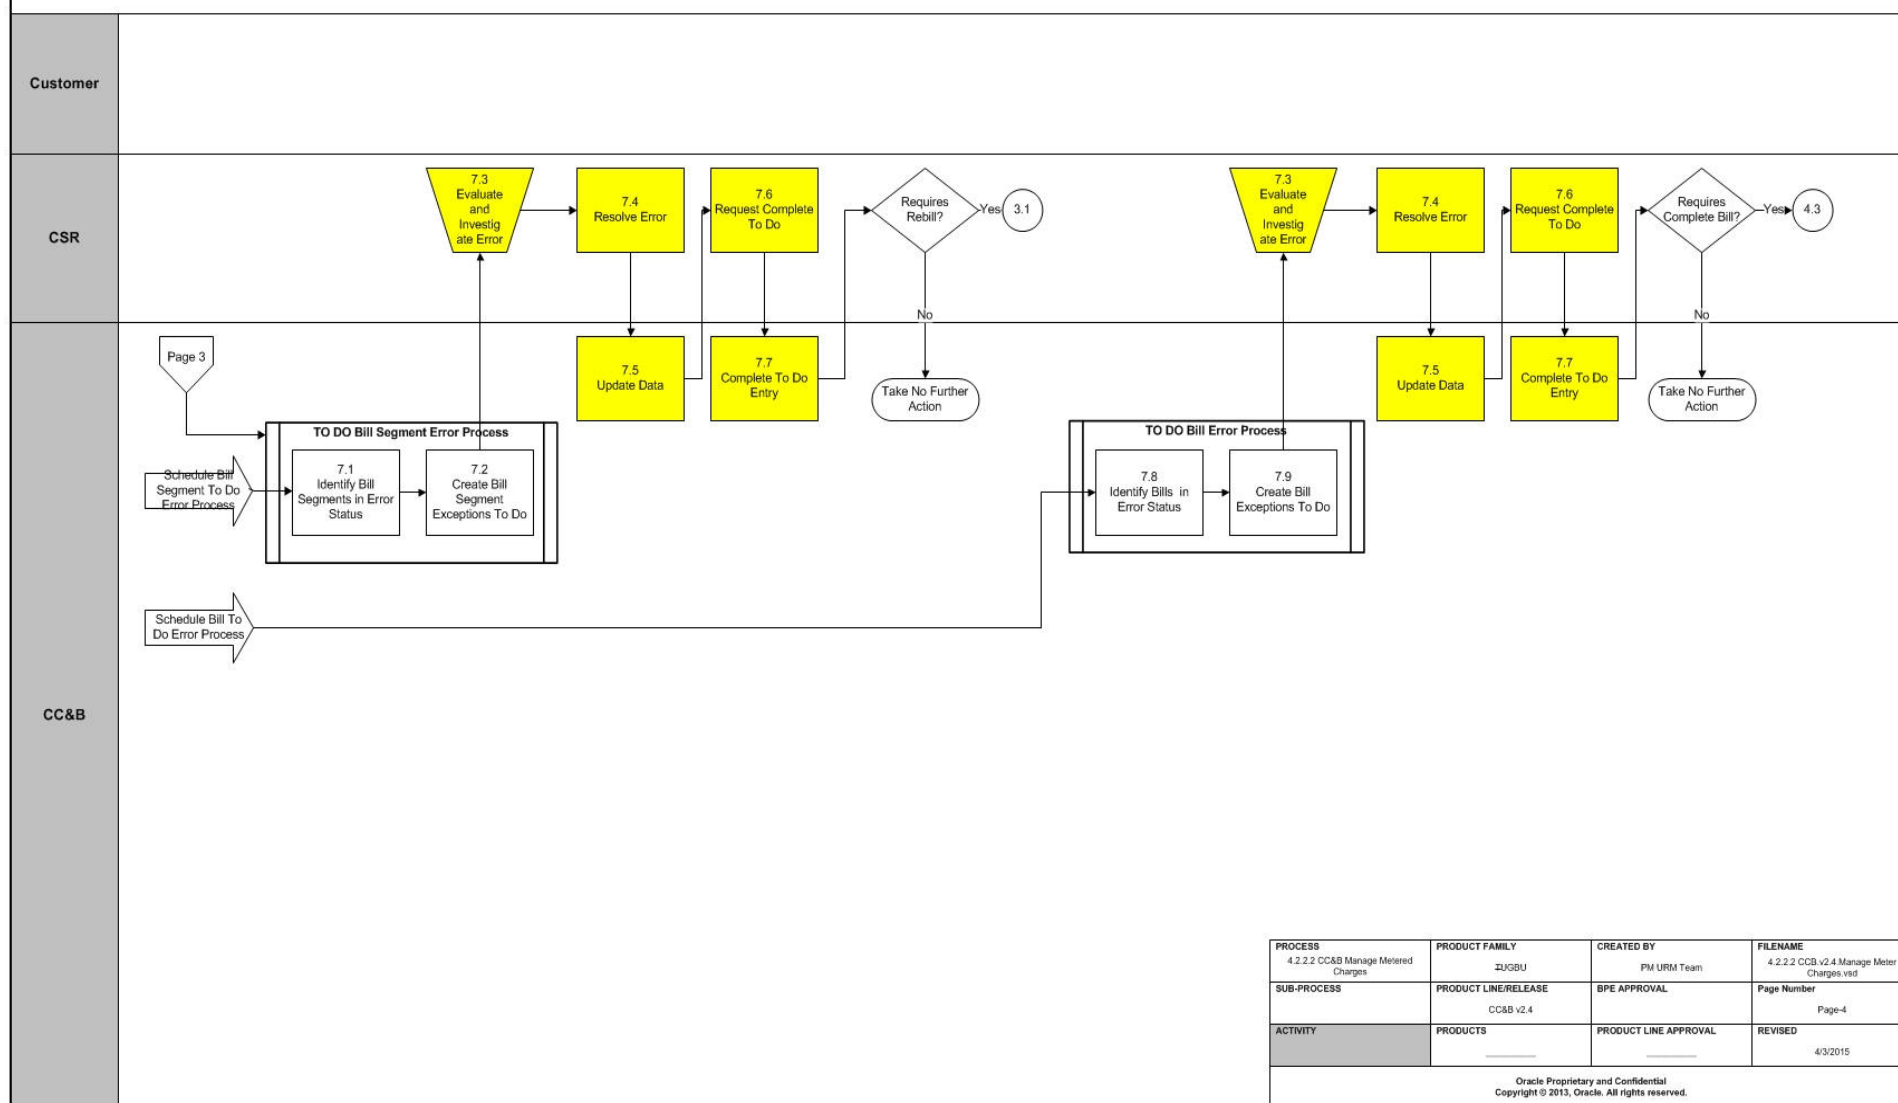 Customer
CSR
CC&B
7.3
Evaluate
and
Investig
ate Error
7.4
Resolve Error
7.6
Request Complete
To Do
Requires
Rebill?
Yes
3.1
No
7.5
Update Data
7.7
Complete To Do
Entry
Take No Further
Action
7.3
Evaluate
and
Investig
ate Error
7.4
Resolve Error
7.6
Request Complete
To Do
Requires
Complete Bill?
Yes
4.3
No
7.5
Update Data
7.7
Complete To Do
Entry
Take No Further
Action
Page 3
Schedule Bill
Segment To Do
Error Process
TO DO Bill Segment Error Process
7.1
Identify Bill
Segments in Error
Status
7.2
Create Bill
Segment
Exceptions To Do
TO DO Bill Error Process
7.8
Identify Bills in
Error Status
7.9
Create Bill
Exceptions To Do
Schedule Bill To
Do Error Process
PROCESS
4.2.2.2 CC&B Manage Metered
Charges
PRODUCT FAMILY
TUGBU
CREATED BY
PM URM Team
FILENAME
4.2.2.2 CCB.v2.4.Manage Meter
Charges.vsd
SUB-PROCESS
PRODUCT LINE/RELEASE
CC&B v2.4
BPE APPROVAL
Page Number
Page-4
ACTIVITY
PRODUCTS
PRODUCT LINE APPROVAL
REVISED
4/3/2015
Oracle Proprietary and Confidential
Copyright © 2013, Oracle. All rights reserved.